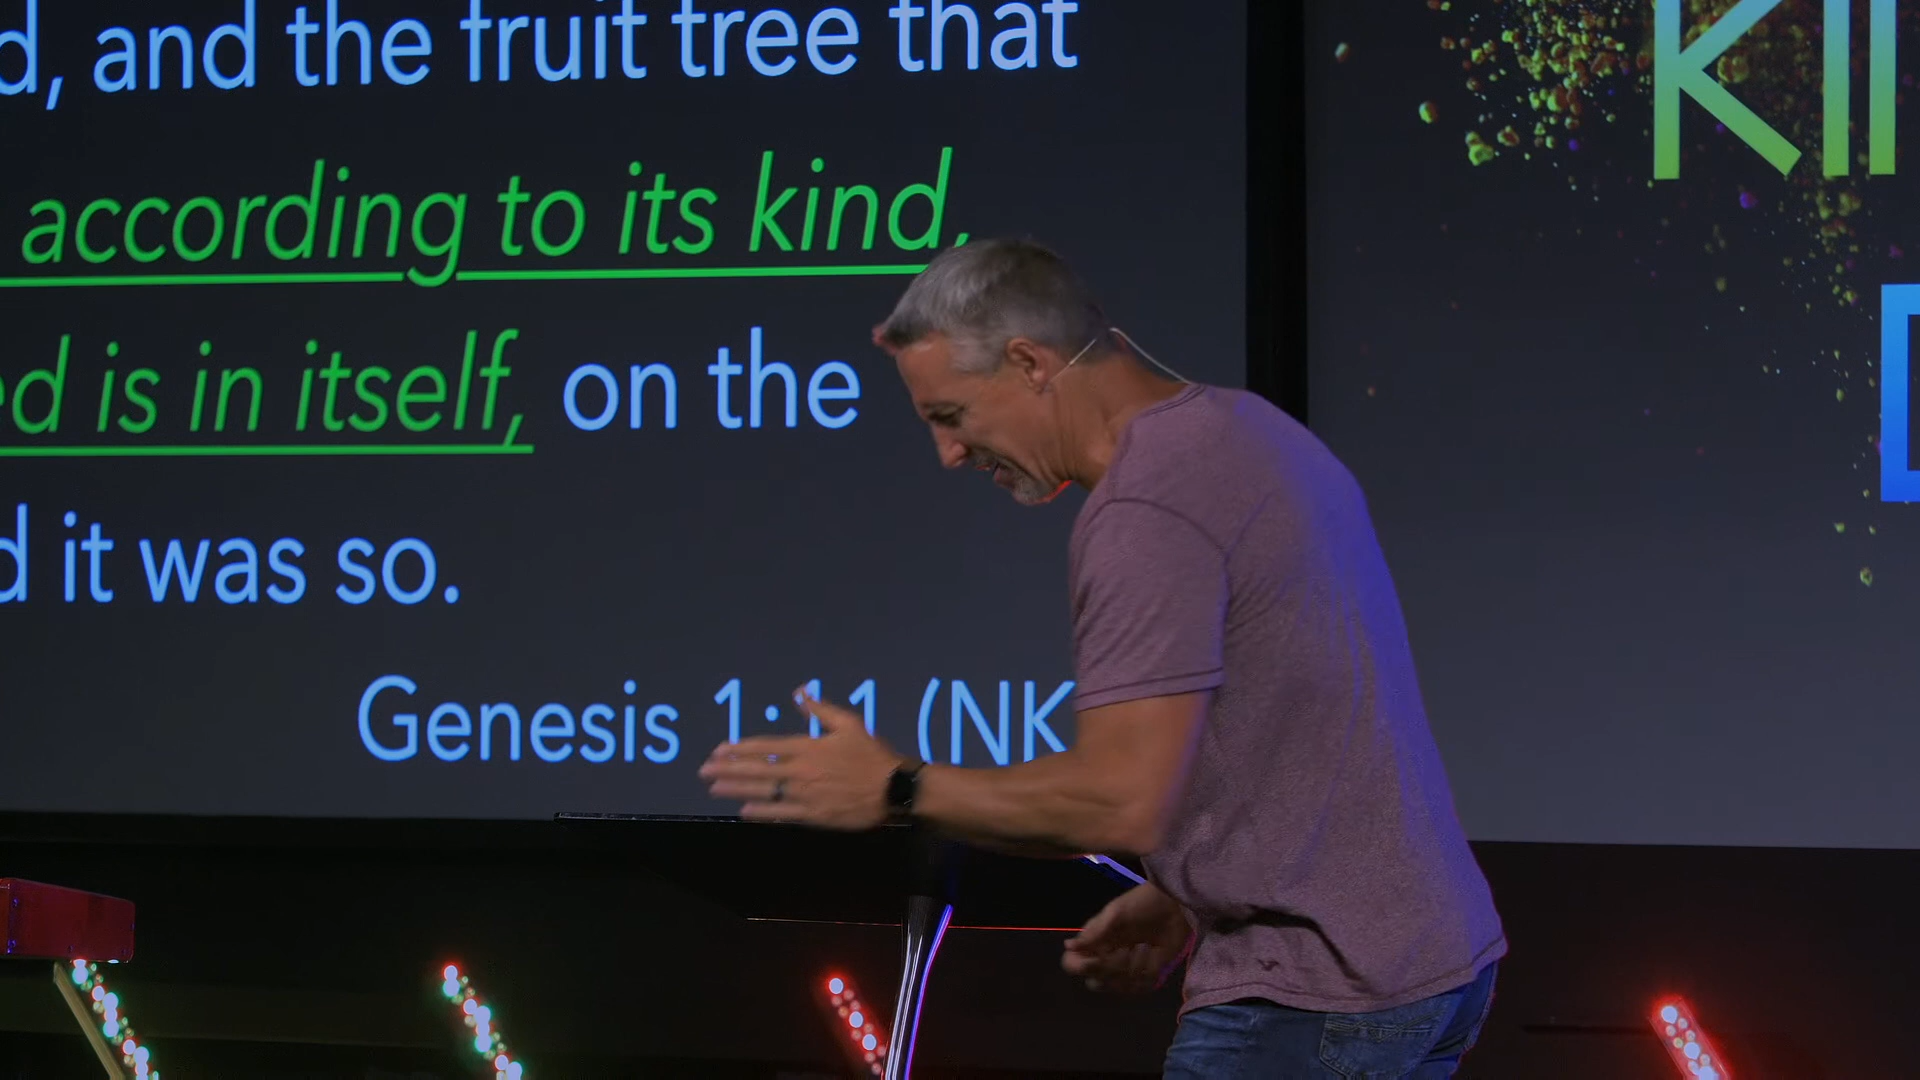 , and the fruit tree that
according to its kind,
is in itself, on the
it was so.
Genesis 1:11 (NK
KI